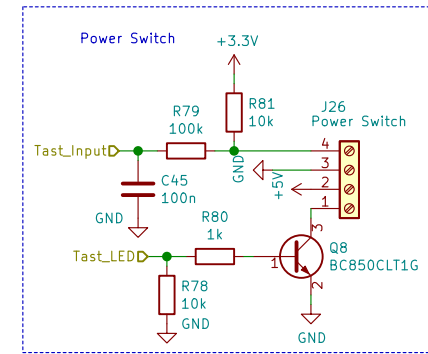 Power Switch
+3.3V
R81
10k
J26
Power Switch
R79
100k
Tast_Input
4
3
2
1
GND
+5V
C45
100n
GND
R80
1k
Tast_LED
1
3
2
Q8
BC850CLT1G
R78
10k
GND
GND